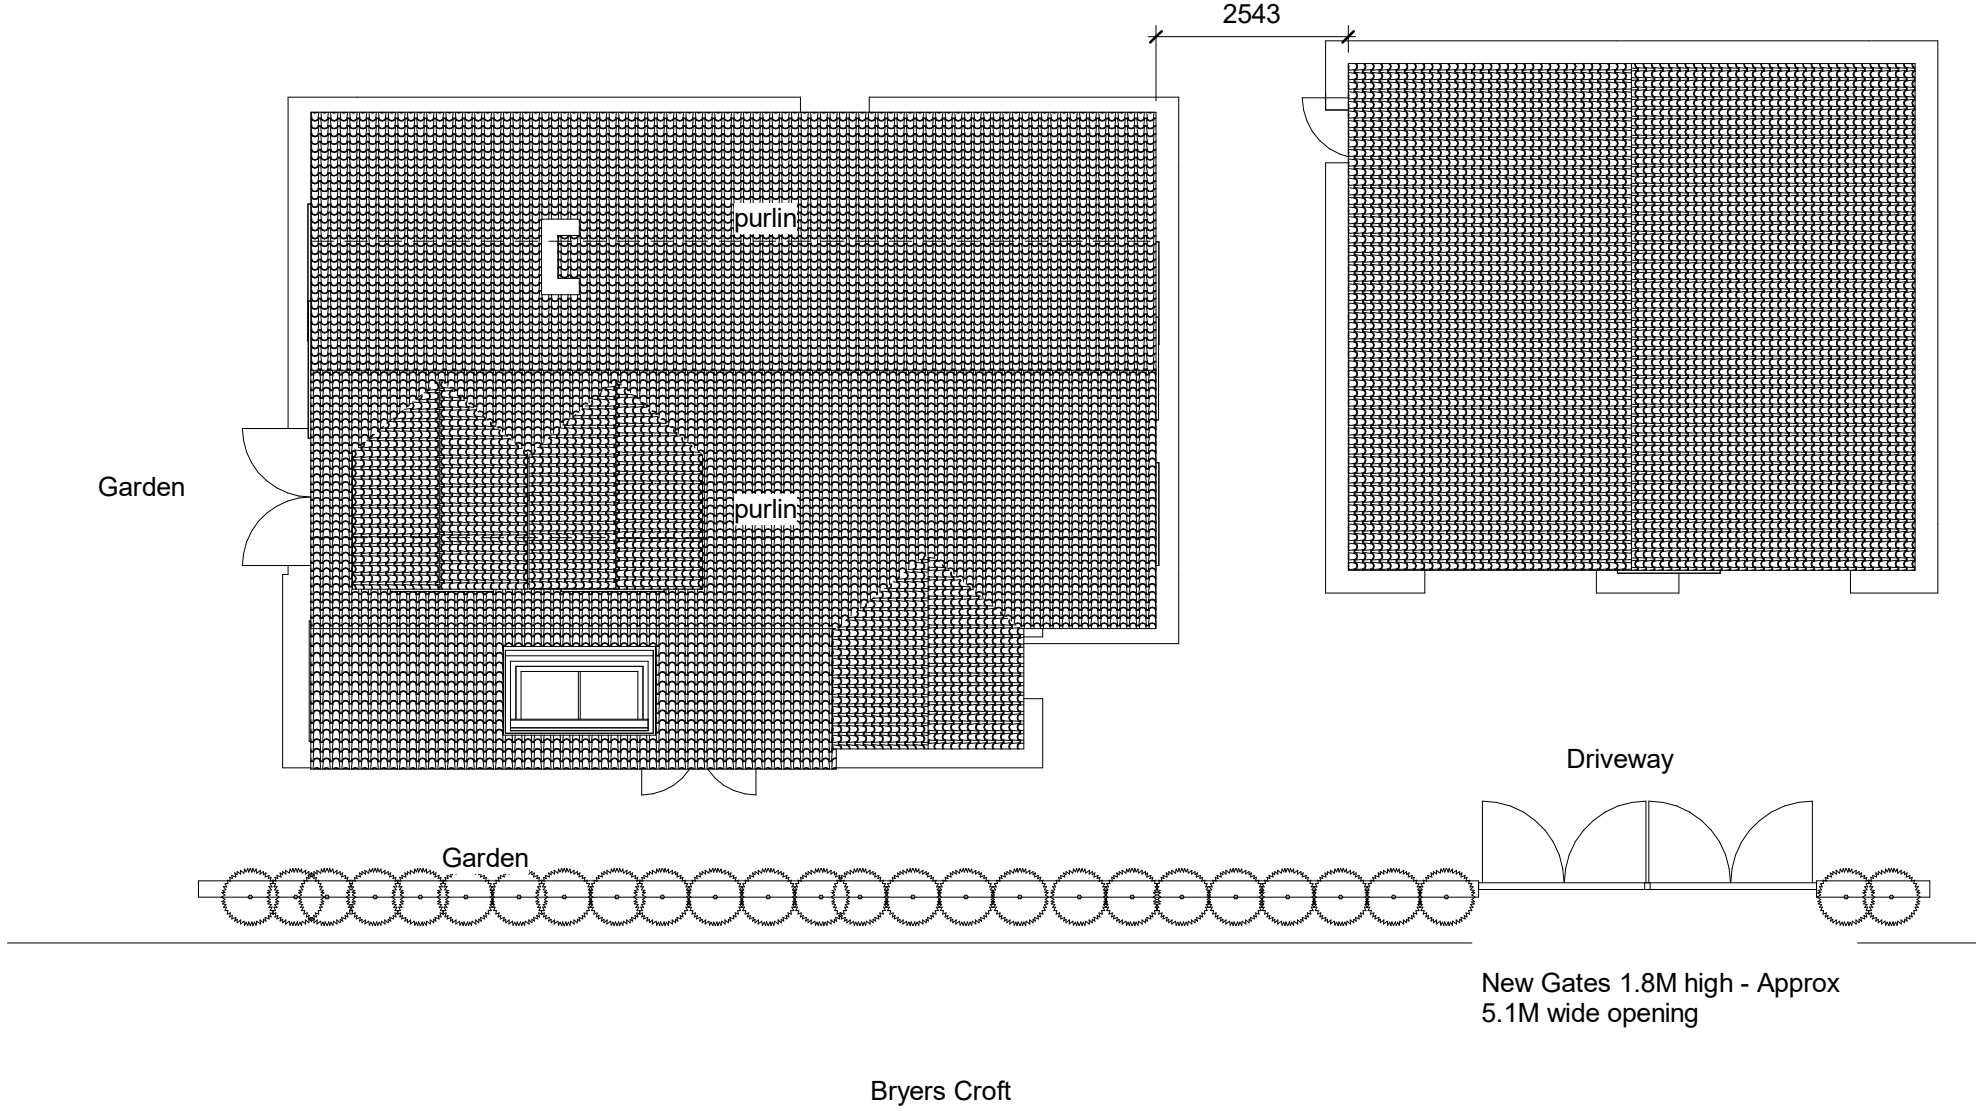 2543
purlin
Garden
purlin
Driveway
Garden
New Gates 1.8M high - Approx
5.1M wide opening
Bryers Croft